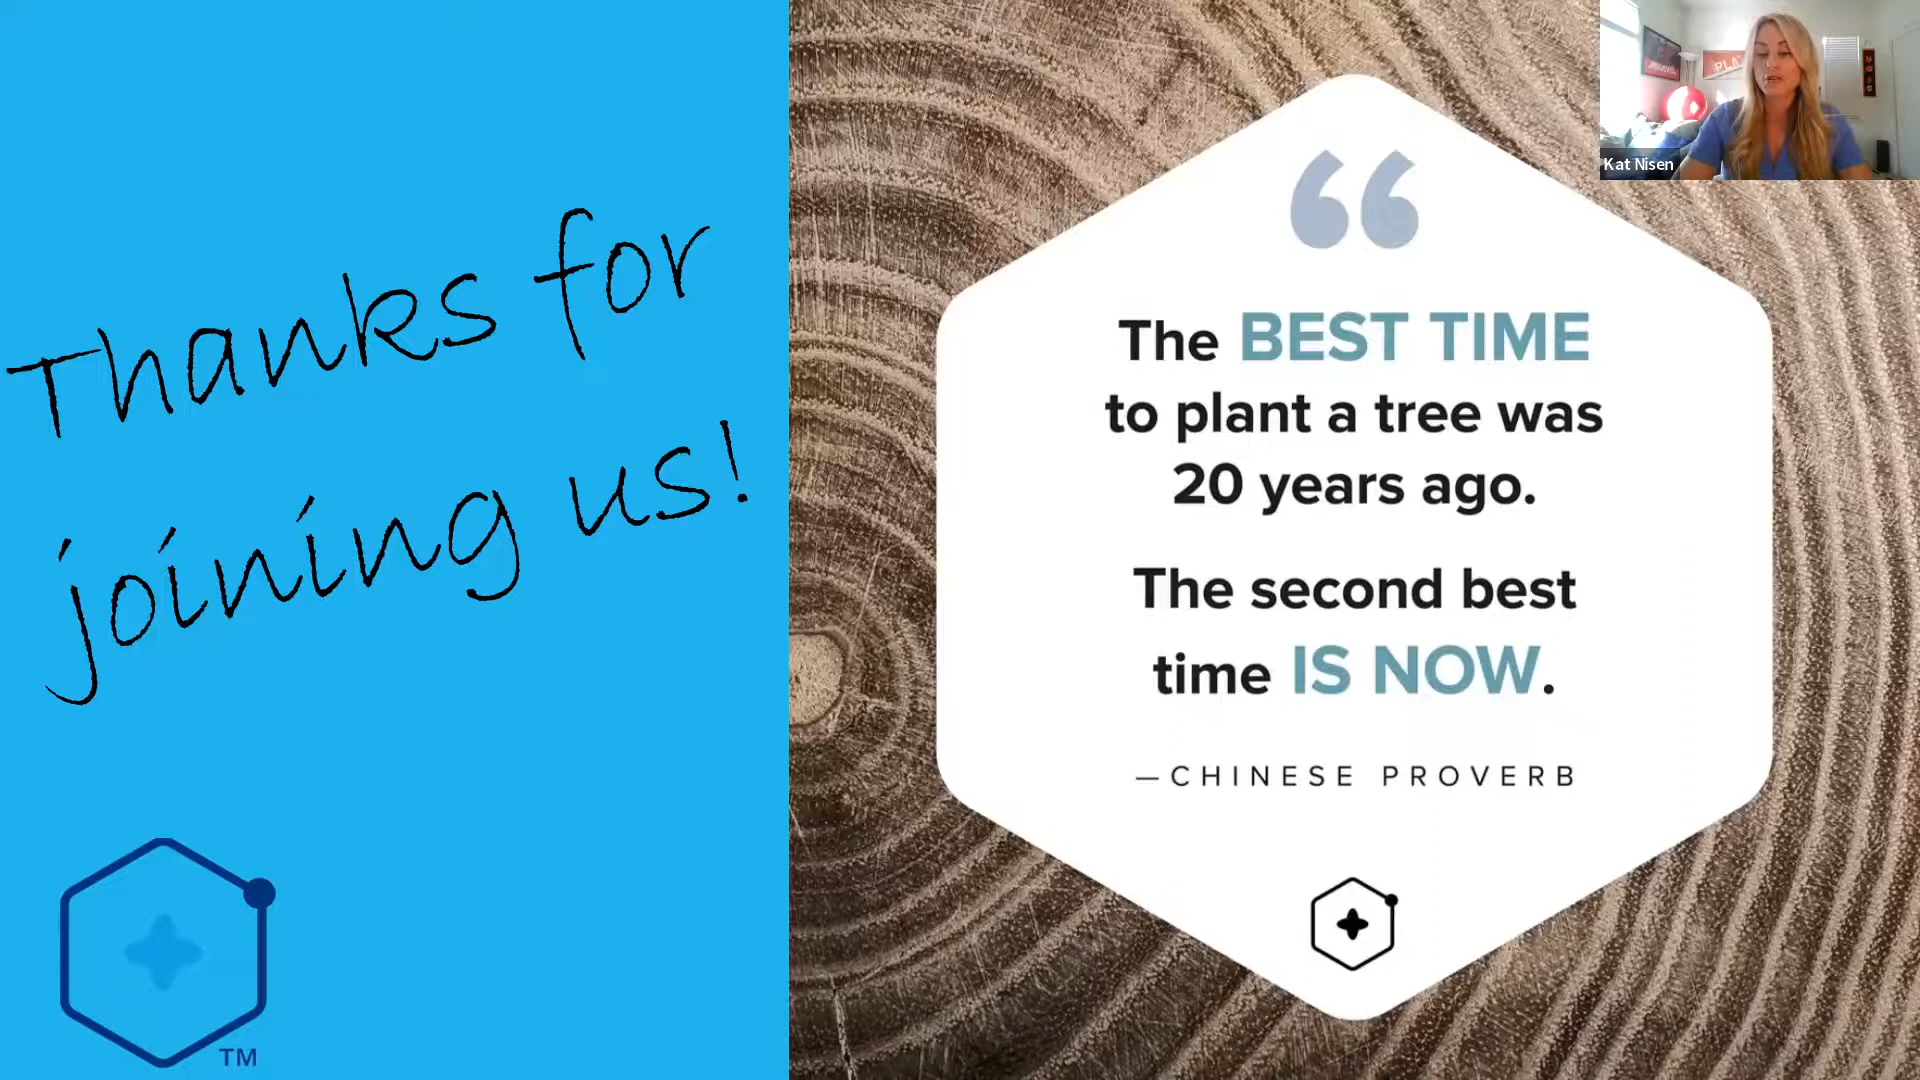 Thanks for
joining us!
TM
“
The BEST TIME
to plant a tree was
20 years ago.
The second best
time IS NOW.
—CHINESE PROVERB
PLA
Kat Nisen